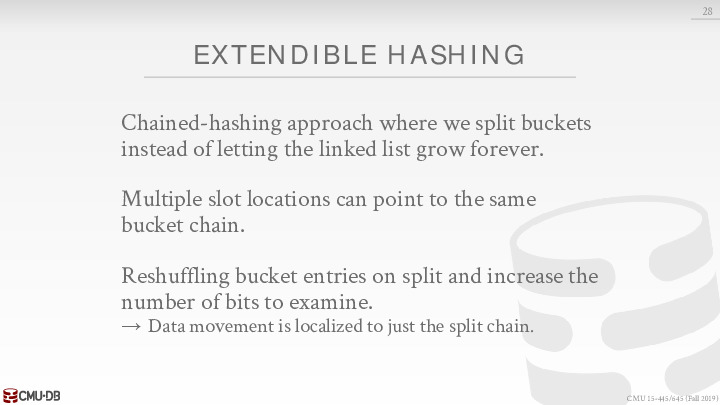 28
EXTENDIBLE HASHING
Chained-hashing approach where we split buckets
instead of letting the linked list grow forever.
Multiple slot locations can point to the same
bucket chain.
Reshuffling bucket entries on split and increase the
number of bits to examine.
→ Data movement is localized to just the split chain.
CMU·DB
CMU 15-445/645 (Fall 2019)